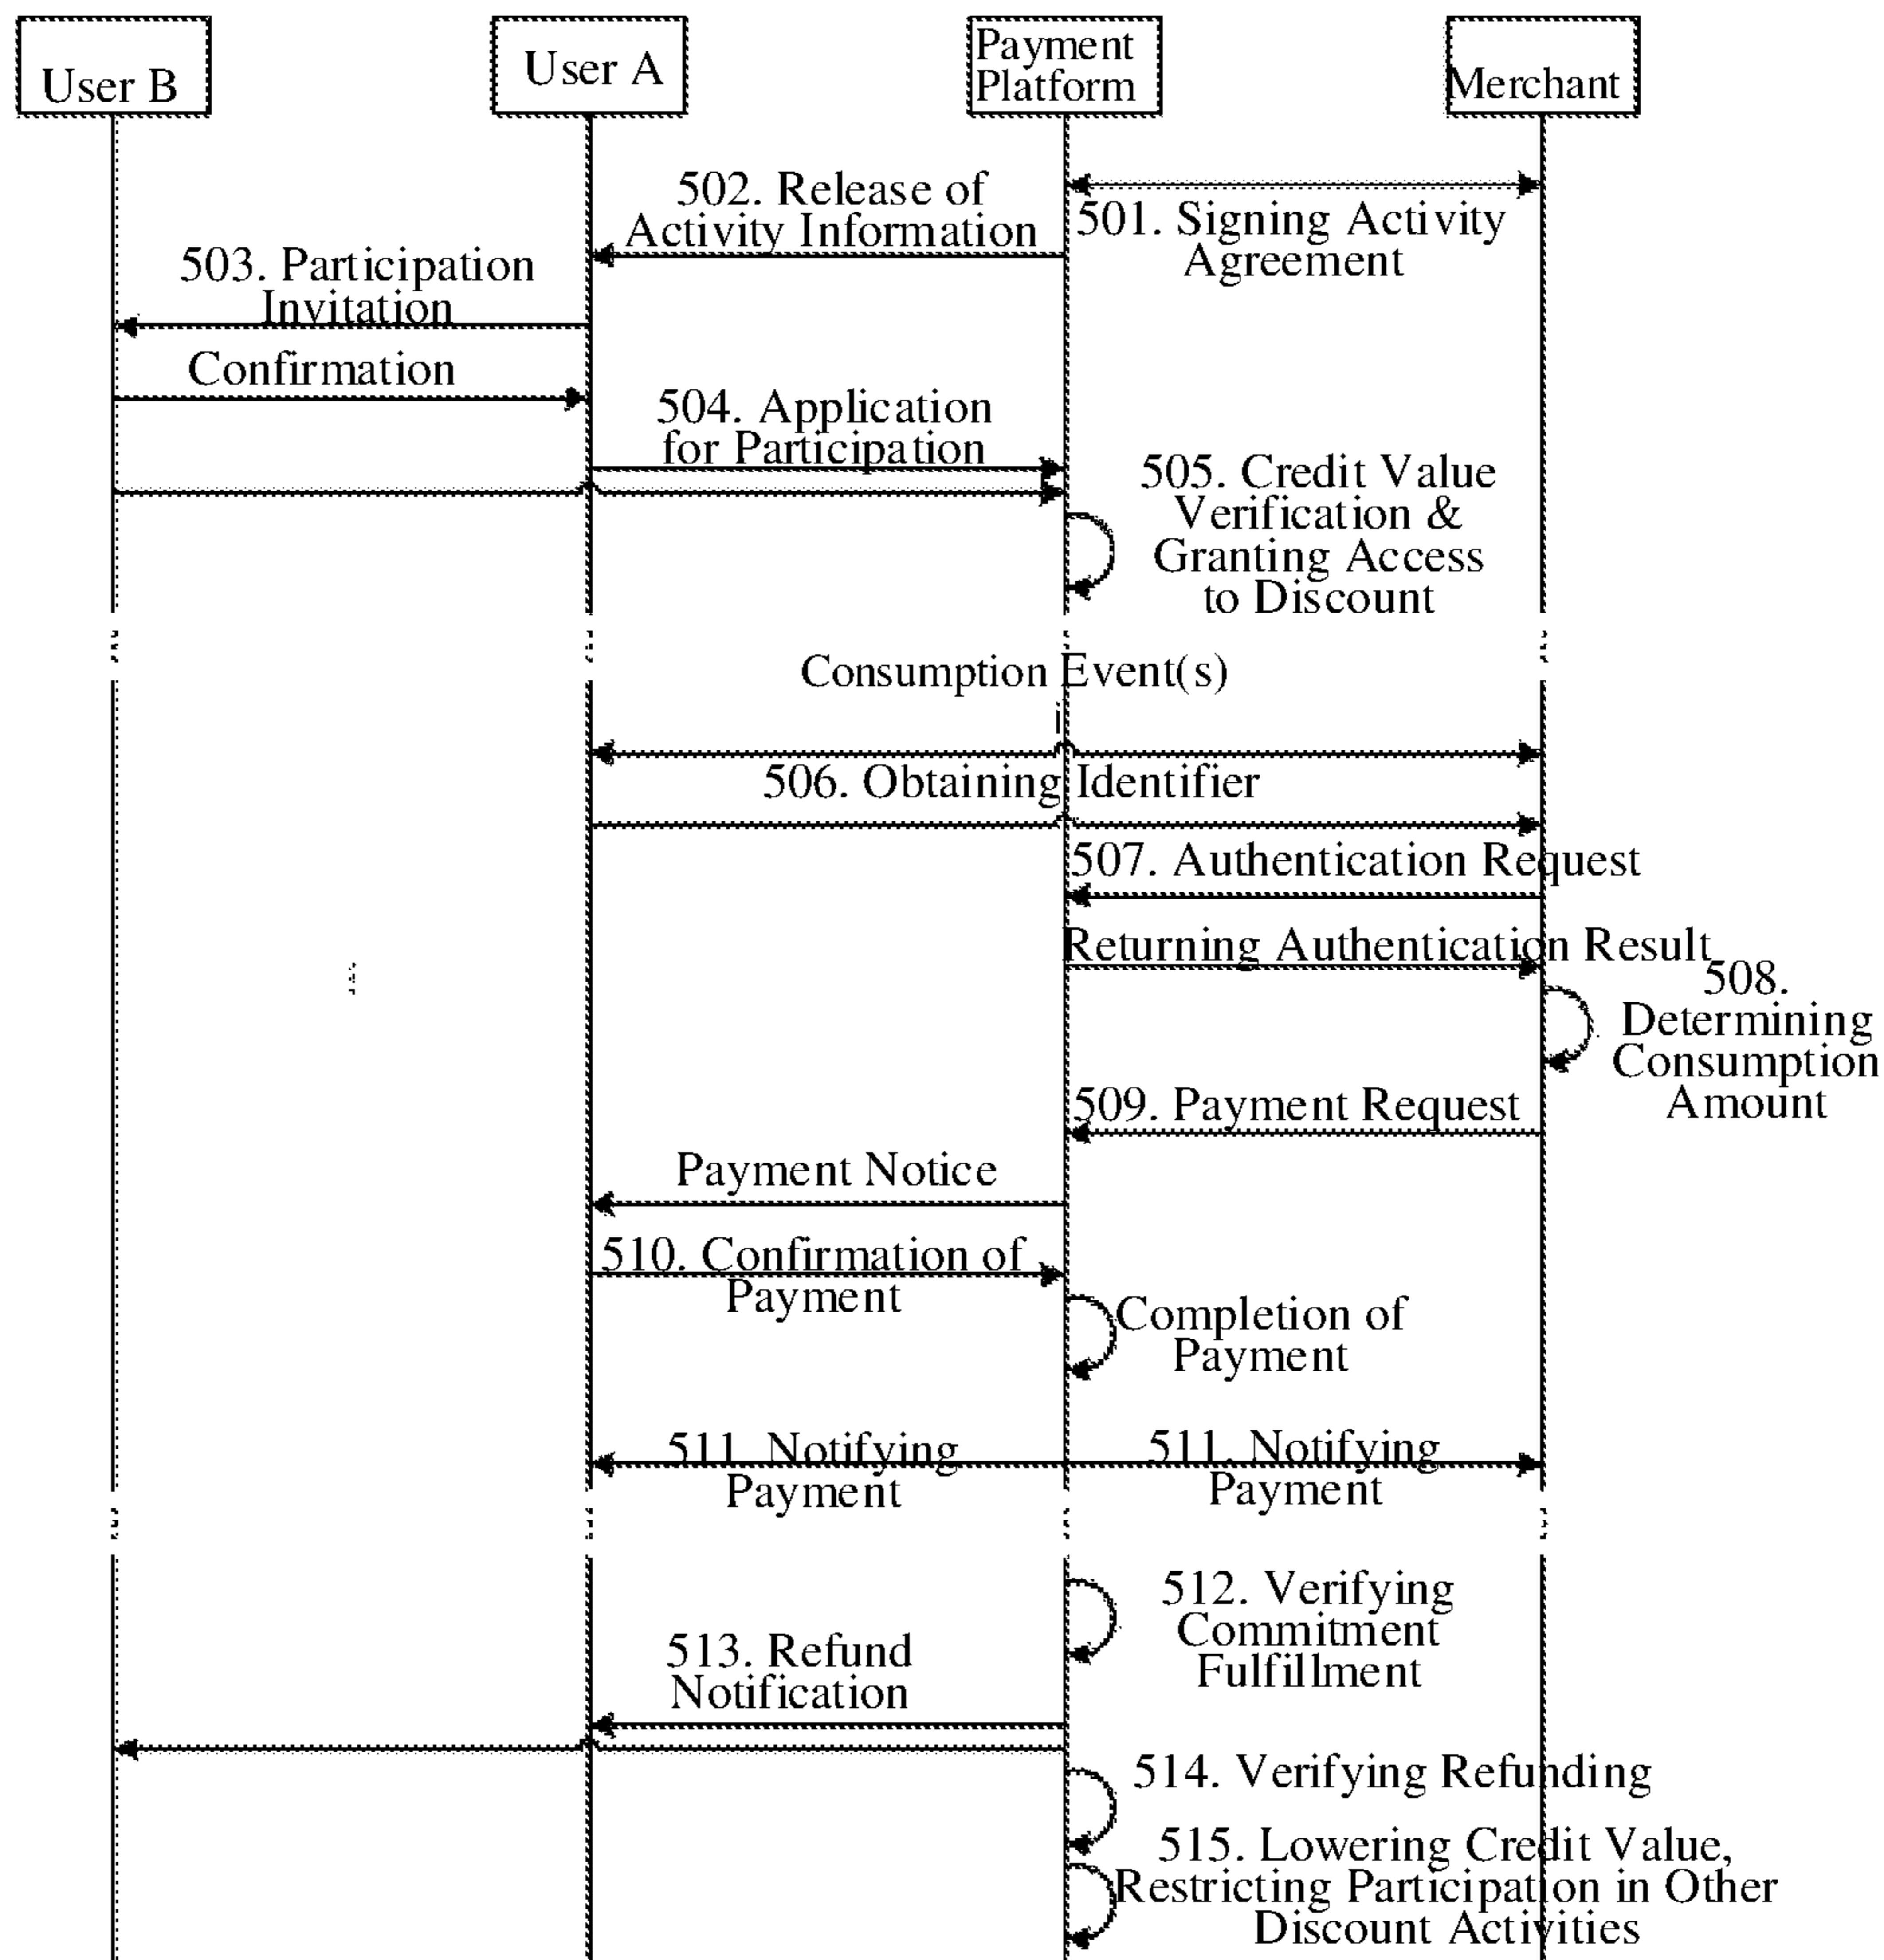 User B
User A
Payment
Platform
Merchant
502. Release of
Activity Information
501. Signing Activity
Agreement
503. Participation
Invitation
Confirmation
504. Application
for Participation
505. Credit Value
Verification &
Granting Access
to Discount
Consumption Event(s)
506. Obtaining Identifier
507. Authentication Request
Returning Authentication Result
508.
Determining
Consumption
Amount
509. Payment Request
Payment Notice
510. Confirmation of
Payment
Completion of
Payment
511. Notifying
Payment
511. Notifying
Payment
512. Verifying
Commitment
Fulfillment
513. Refund
Notification
514. Verifying Refunding
515. Lowering Credit Value,
Restricting Participation in Other
Discount Activities